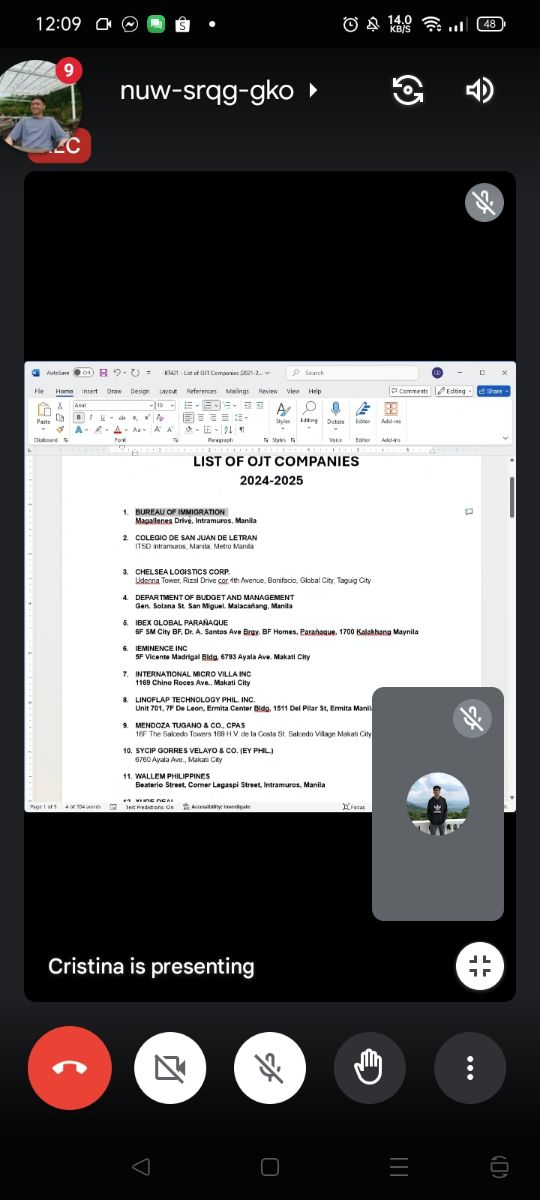 12:09
14.0
KB/S
48
9
nuw-srqg-gko
AutoSave
Off
List of OJT Companies (2021-2...
Search
CD
File Home Insert Draw Design Layout References Mailings Review View Help
Comments
Editing
Share
Arial
10
Paste
Styles
Editing
Dictate
Editor
Add-ins
Clipboard
Font
Paragraph
Styles
Voice
Editor
Add-ins
LIST OF OJT COMPANIES
2024-2025
1. BUREAU OF IMMIGRATION
Magallenes Drive, Intramuros, Manila
2. COLEGIO DE SAN JUAN DE LETRAN
ITSD Intramuros, Manila, Metro Manila
3. CHELSEA LOGISTICS CORP.
Udenna Tower, Rizal Drive cor 4th Avenue, Bonifacio, Global City, Taguig City
4. DEPARTMENT OF BUDGET AND MANAGEMENT
Gen. Solana St. San Miguel, Malacañang, Manila
5. IBEX GLOBAL PARAÑAQUE
6F SM City BF, Dr. A. Santos Ave Brgy. BF Homes, Parañaque, 1700 Kalakhang Maynila
6. IEMINENCE INC
5F Vicente Madrigal Bldg, 6793 Ayala Ave. Makati City
7. INTERNATIONAL MICRO VILLA INC
1169 Chino Roces Ave., Makati City
8. LINOFLAP TECHNOLOGY PHIL. INC.
Unit 701, 7F De Leon, Ermita Center Bldg, 1511 Del Pilar St, Ermita
9. MENDOZA TUGANO & CO., CPAS
16F The Salcedo Towers 169 H.V. de la Costa St. Salcedo Village Makati City
10. SYCIP GORRES VELAYO & CO. (EY PHIL.)
6760 Ayala Ave., Makati City
11. WALLEM PHILIPPINES
Beaterio Street, Corner Legaspi Street, Intramuros, Manila
Page 1 of 5
4 of 704 words
Text Predictions: On
Accessibility: Investigate
Focus
Cristina is presenting